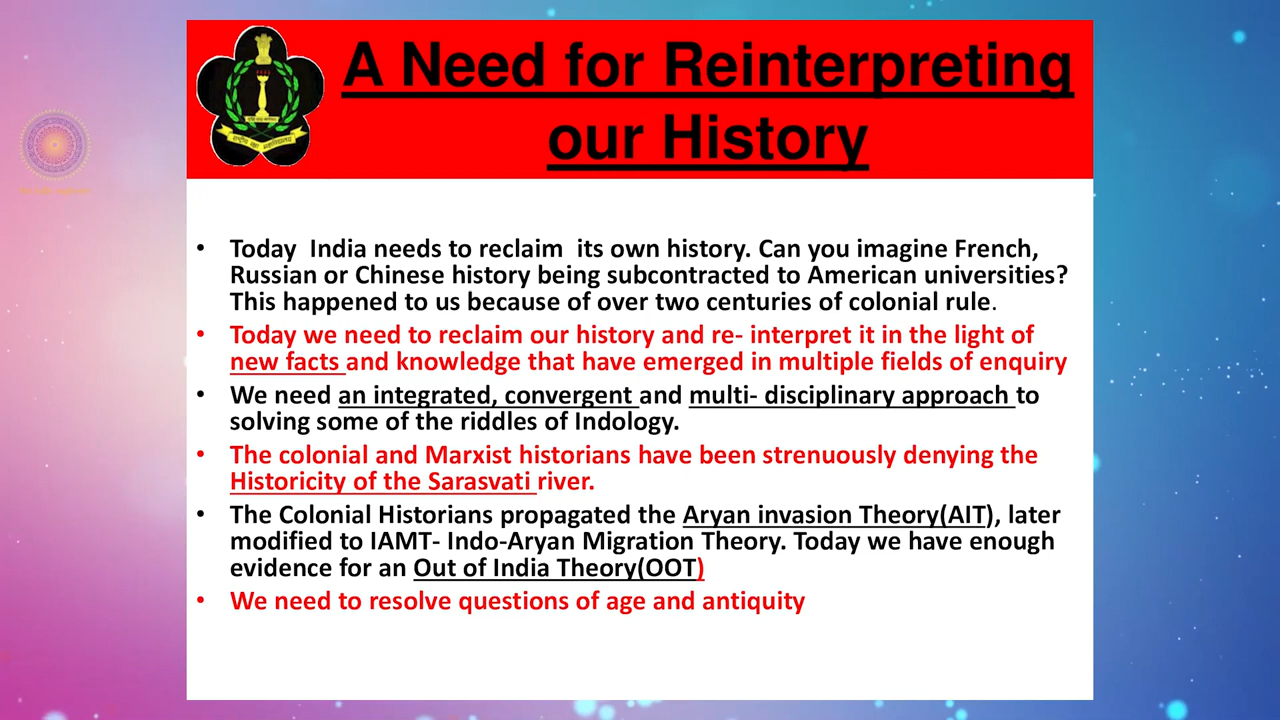 A Need for Reinterpreting
our History
• Today India needs to reclaim its own history. Can you imagine French,
Russian or Chinese history being subcontracted to American universities?
This happened to us because of over two centuries of colonial rule.
• Today we need to reclaim our history and re- interpret it in the light of
new facts and knowledge that have emerged in multiple fields of enquiry
• We need an integrated, convergent and multi- disciplinary approach to
solving some of the riddles of Indology.
• The colonial and Marxist historians have been strenuously denying the
Historicity of the Sarasvati river.
• The Colonial Historians propagated the Aryan invasion Theory(AIT), later
modified to IAMT- Indo-Aryan Migration Theory. Today we have enough
evidence for an Out of India Theory(OOT)
• We need to resolve questions of age and antiquity